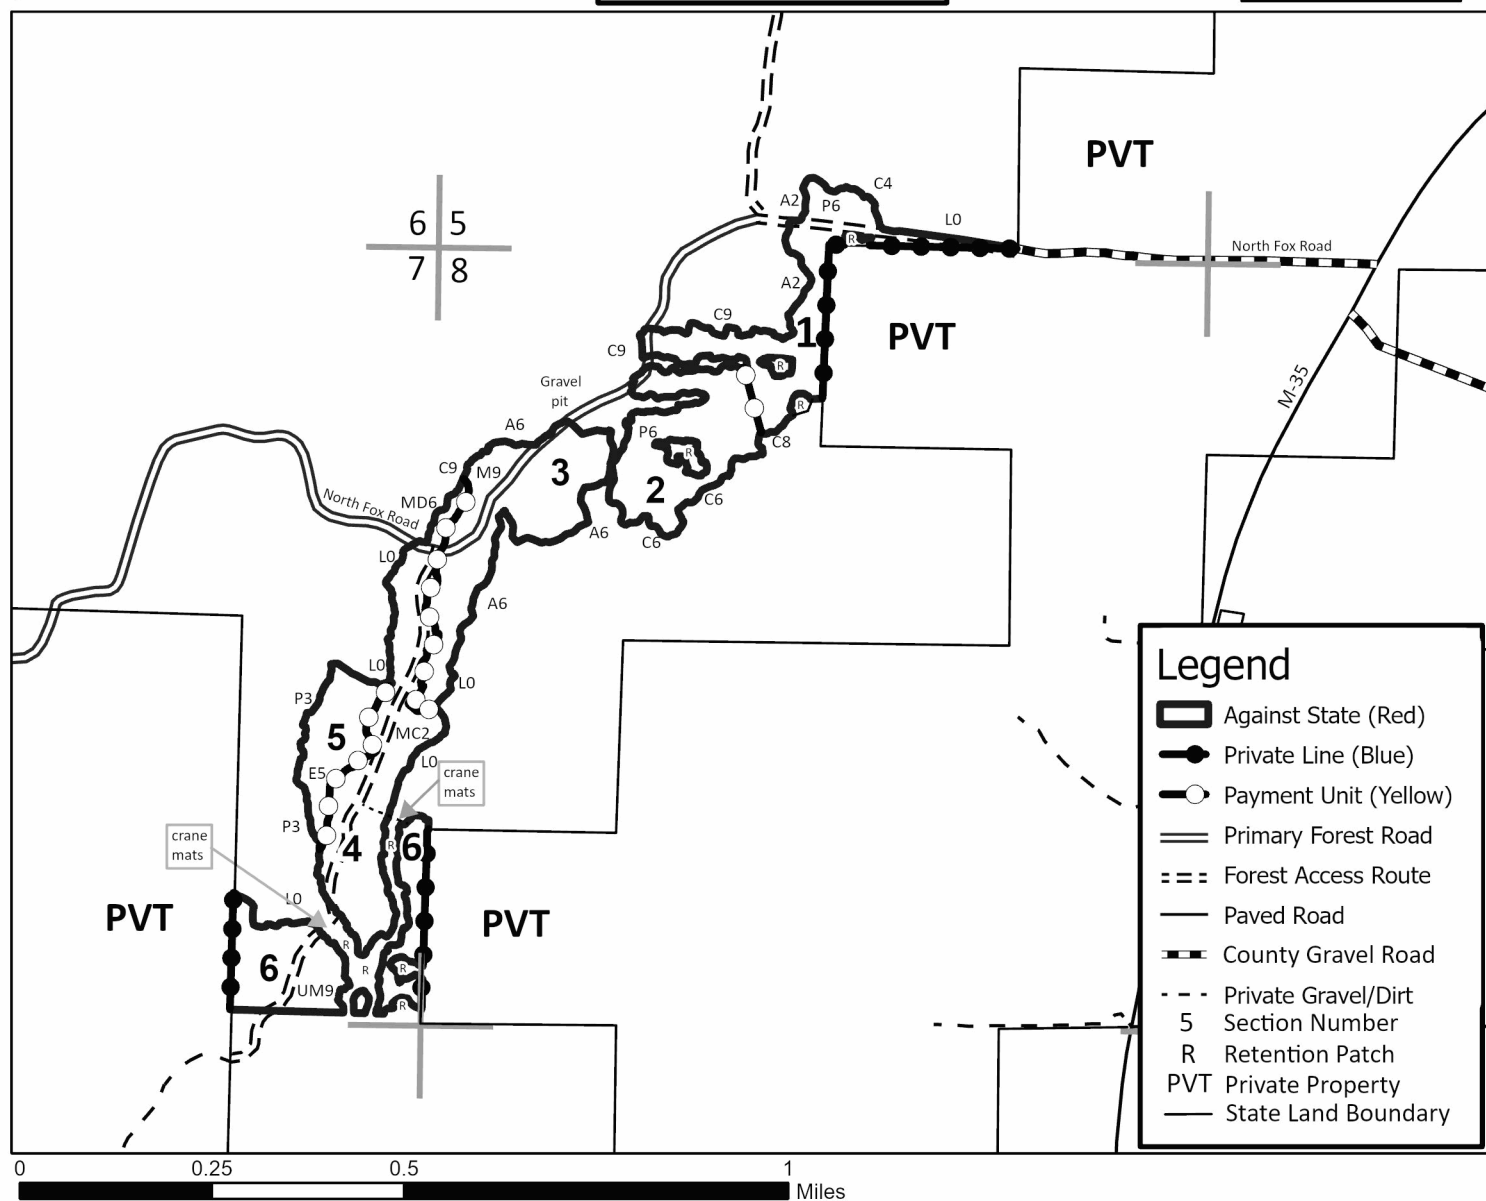 PVT
C4
A2
P6
L0
6 5
7 8
R
North Fox Road
A2
C9
1
PVT
C9
R
Gravel
pit
M-35
R
A6
P6
C8
C9
M9
3
R
2
MD6
C6
North Fox Road
A6
C6
L0
A6
L0
L0
P3
5
MC2
L0
E5
crane
mats
P3
crane
mats
4
R
6
L0
PVT
PVT
R
6
R
R
UM9
R
Legend
Against State (Red)
Private Line (Blue)
Payment Unit (Yellow)
Primary Forest Road
Forest Access Route
Paved Road
County Gravel Road
Private Gravel/Dirt
5 Section Number
R Retention Patch
PVT Private Property
State Land Boundary
0 0.25 0.5 1
Miles